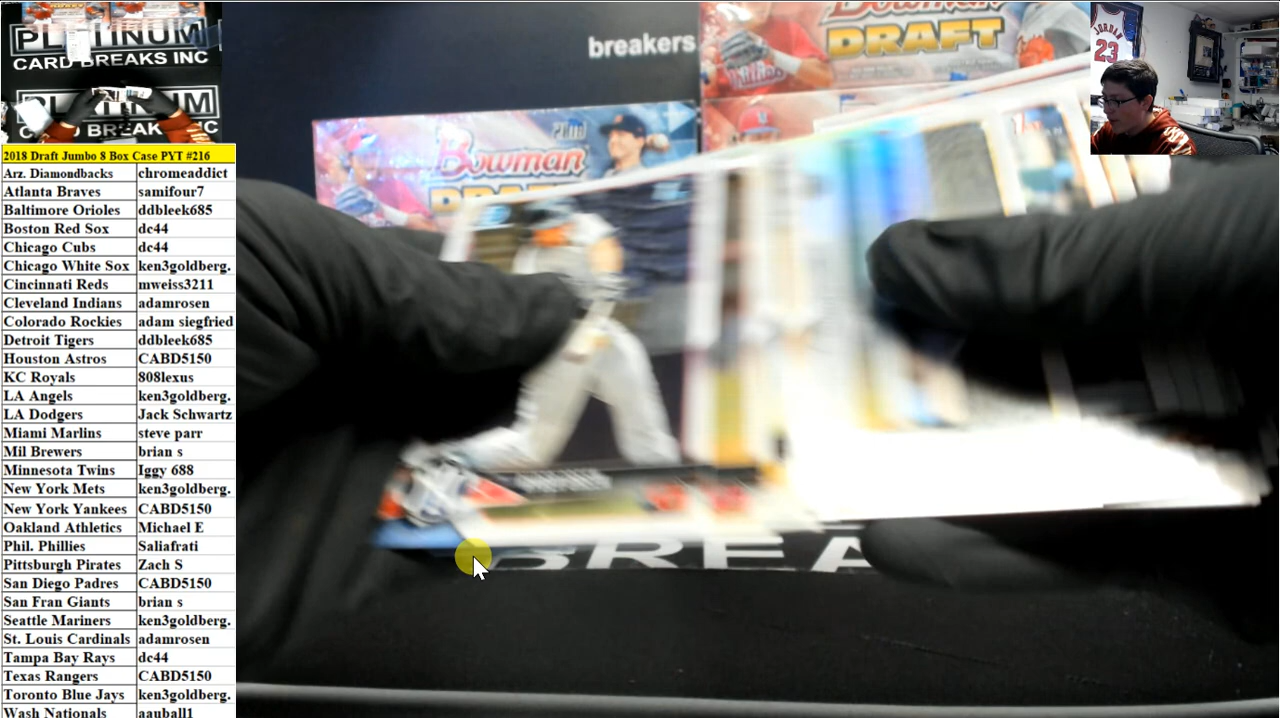 PLATINUM
CARD BREAKS INC
2018 Draft Jumbo 8 Box Case PYT #216
Arz. Diamondbacks chromeaddict
Atlanta Braves samifour7
Baltimore Orioles ddbleek685
Boston Red Sox dc44
Chicago Cubs dc44
Chicago White Sox ken3goldberg.
Cincinnati Reds mweiss3211
Cleveland Indians adamrosen
Colorado Rockies adam siegfried
Detroit Tigers ddbleek685
Houston Astros CABD5150
KC Royals 808lexus
LA Angels ken3goldberg.
LA Dodgers Jack Schwartz
Miami Marlins steve parr
Mil Brewers brian s
Minnesota Twins Iggy 688
New York Mets ken3goldberg.
New York Yankees CABD5150
Oakland Athletics Michael E
Phil. Phillies Saliafrati
Pittsburgh Pirates Zach S
San Diego Padres CABD5150
San Fran Giants brian s
Seattle Mariners ken3goldberg.
St. Louis Cardinals adamrosen
Tampa Bay Rays dc44
Texas Rangers CABD5150
Toronto Blue Jays ken3goldberg.
Wash Nationals aauball1
breakers
Bowman
DRAFT
Phillies
2018
Bowman
BREA
JORDAN
23